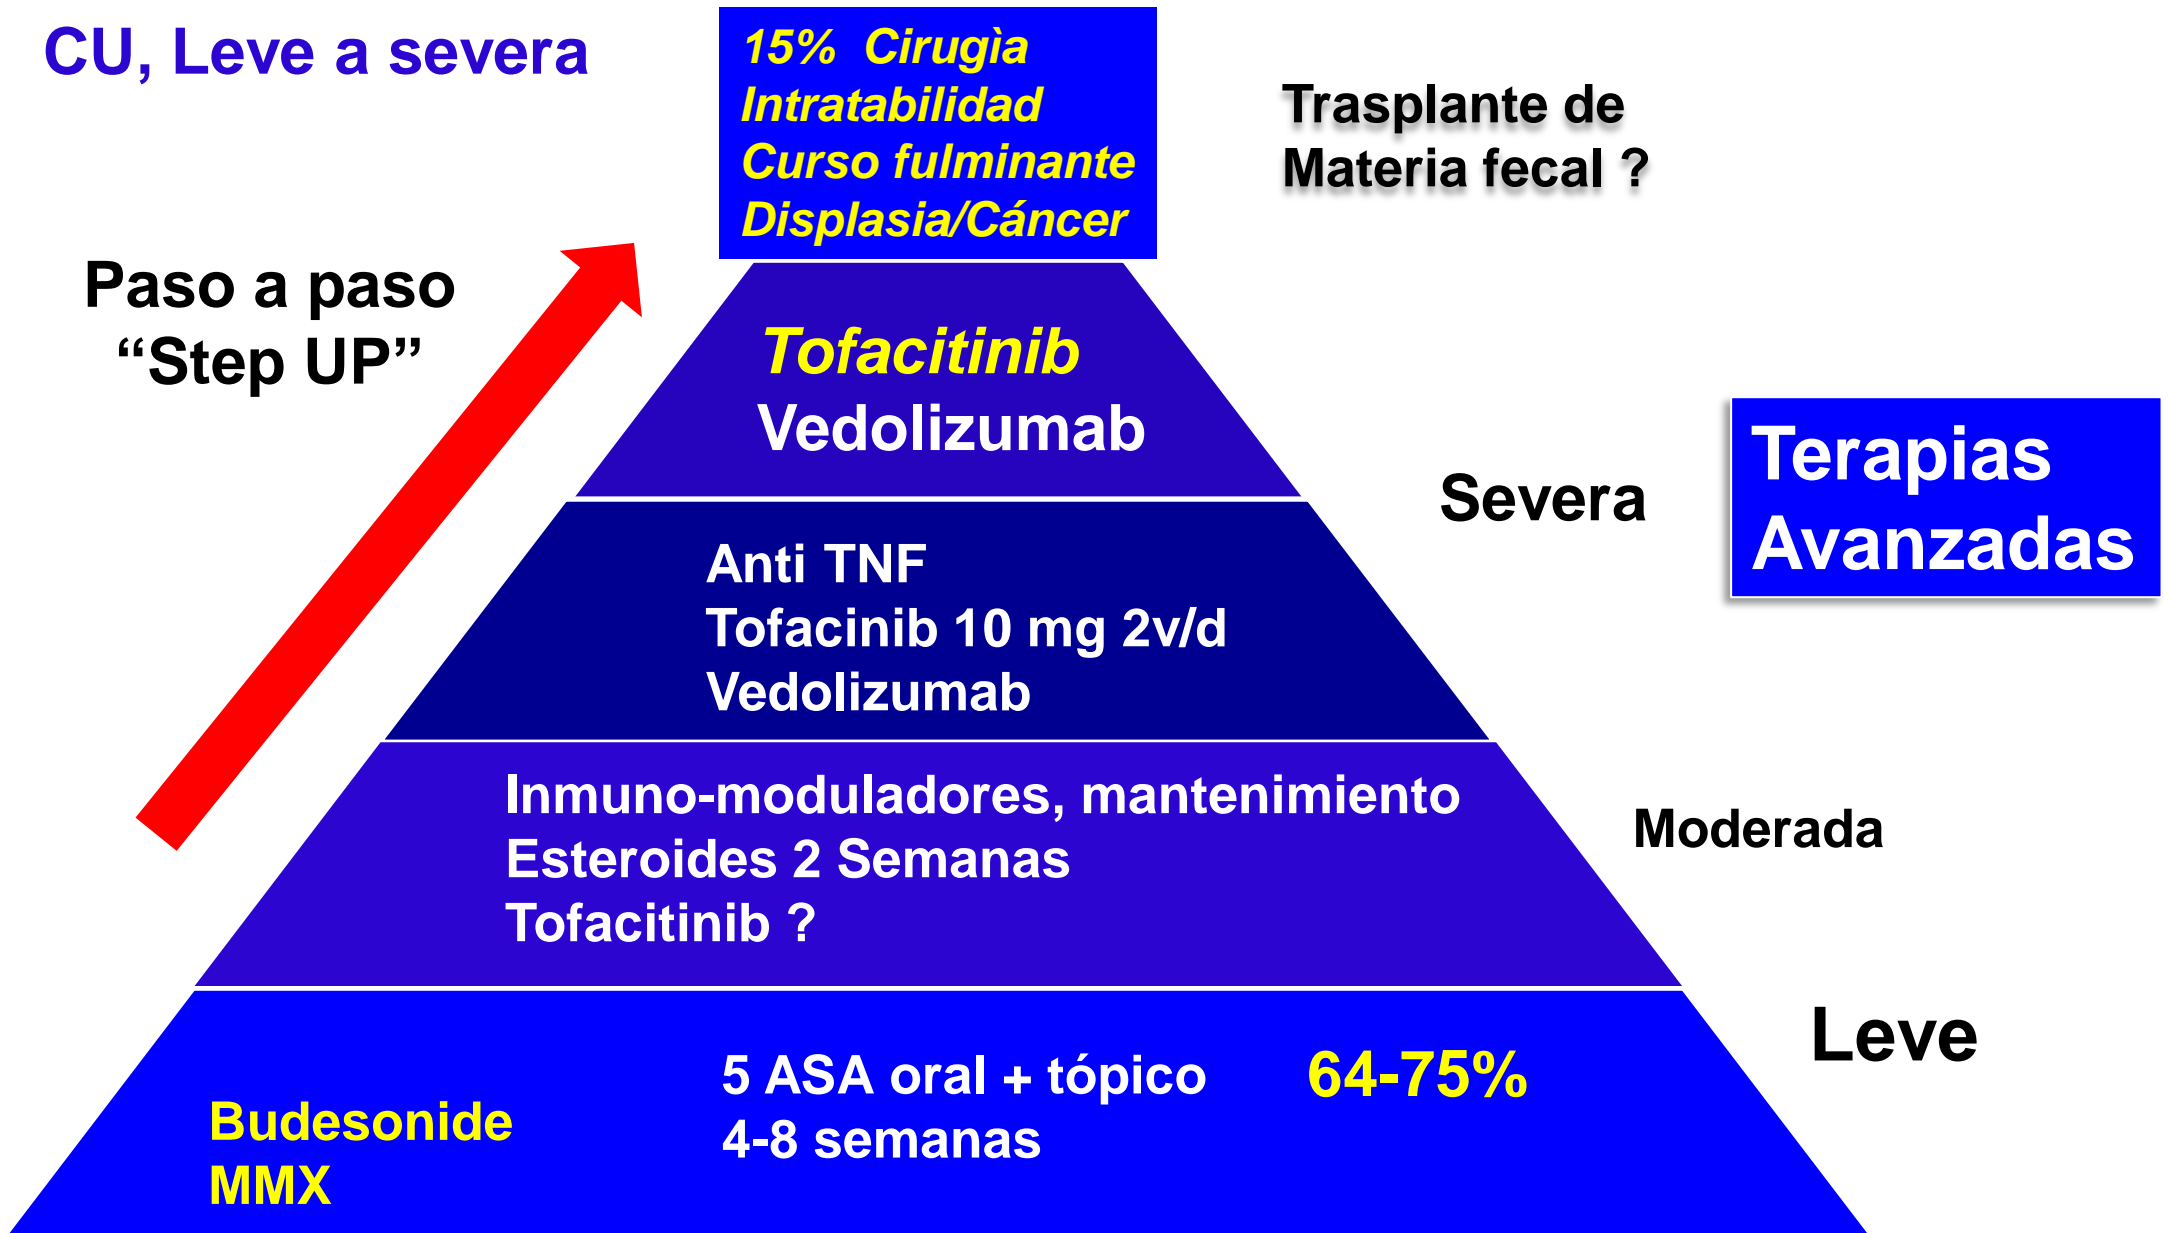 CU, Leve a severa
15% Cirugìa
Intratabilidad
Curso fulminante
Displasia/Cáncer
Trasplante de
Materia fecal ?
Paso a paso
“Step UP”
Tofacitinib
Vedolizumab
Severa
Terapias
Avanzadas
Anti TNF
Tofacinib 10 mg 2v/d
Vedolizumab
Inmuno-moduladores, mantenimiento
Esteroides 2 Semanas
Tofacitinib ?
Moderada
Leve
5 ASA oral + tópico
4-8 semanas
64-75%
Budesonide
MMX